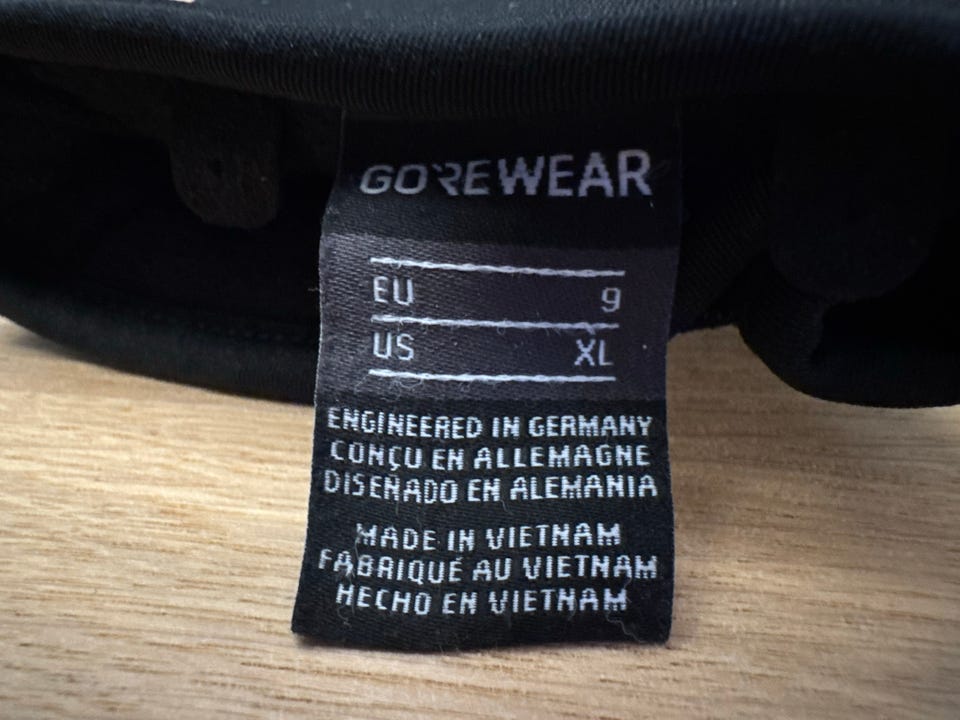 GOREWEAR
EU 9
US XL
ENGINEERED IN GERMANY
CONÇU EN ALLEMAGNE
DISEÑADO EN ALEMANIA
MADE IN VIETNAM
FABRIQUÉ AU VIETNAM
HECHO EN VIETNAM